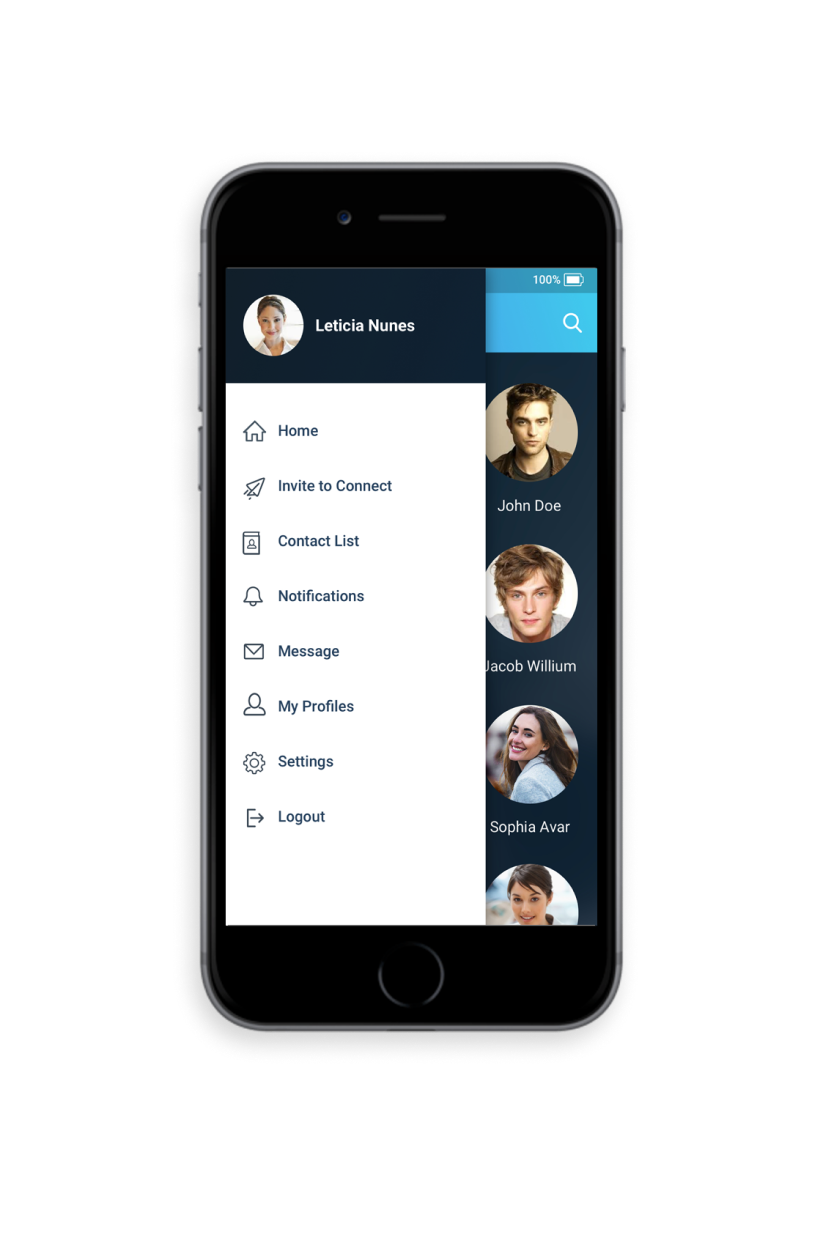 100%
Leticia Nunes
Home
Invite to Connect
Contact List
Notifications
Message
My Profiles
Settings
Logout
John Doe
Jacob Willium
Sophia Avar